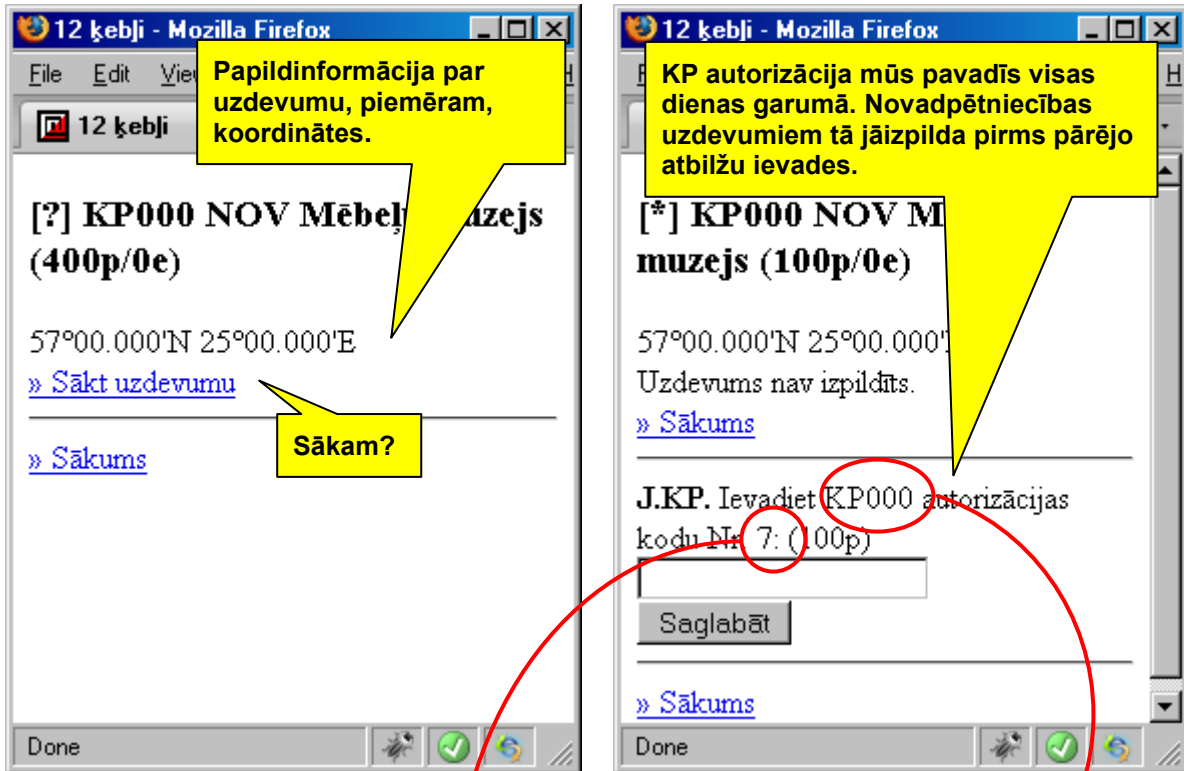 12 ķebļi - Mozilla Firefox
File Edit
12 ķebļi
Papildinformācija par
uzdevumu, piemēram,
koordinātes.
[?] KP000 NOV
(400p/0e)
57°00.000'N 25°00.000'E
» Sākt uzdevumu
Sākam?
» Sākums
Done
12 ķebļi - Mozilla Firefox
H
KP autorizācija mūs pavadīs visas
dienas garumā. Novadpētniecības
uzdevumiem tā jāizpilda pirms pārējo
atbilžu ievades.
[*] KP000 NOV
muzejs (100p/0e)
57°00.000'N 25°00.000'
Uzdevums nav izpildīts.
» Sākums
J.KP. Ievadiet KP000 autorizācijas
kodu Nr. 7: (100p)
Saglabāt
» Sākums
Done